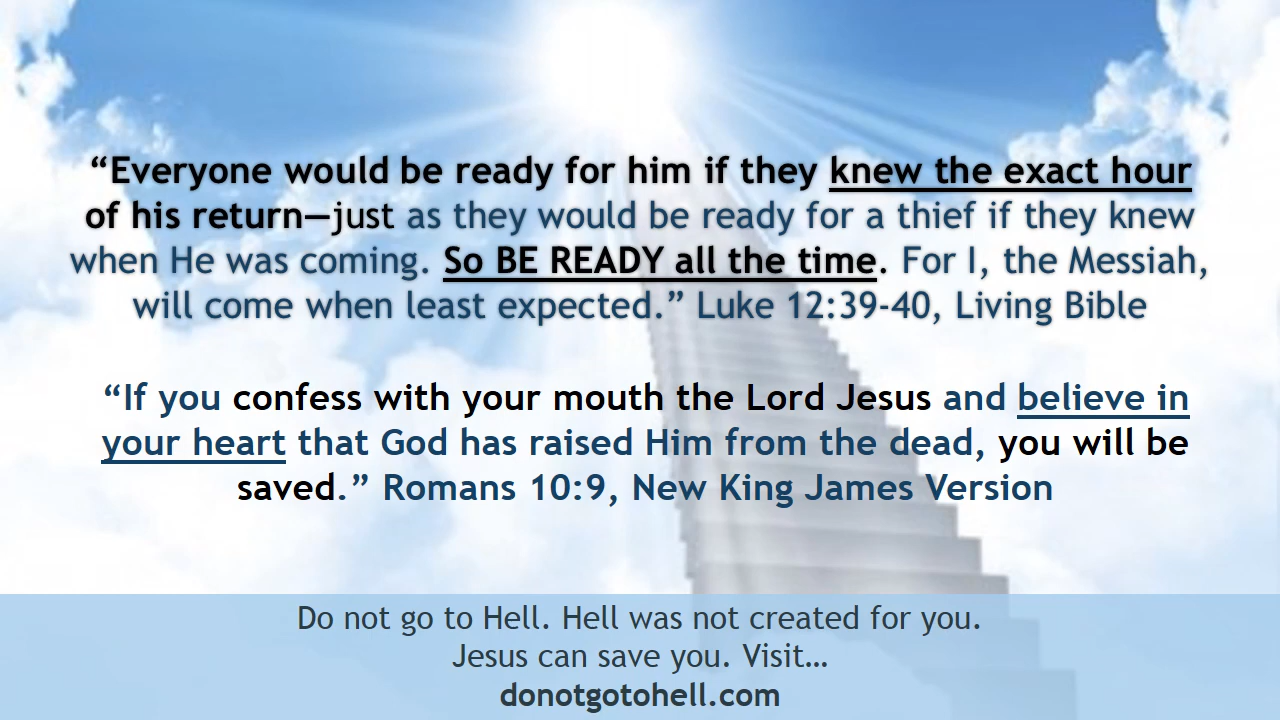 “Everyone would be ready for him if they knew the exact hour
of his return—just as they would be ready for a thief if they knew
when He was coming. So BE READY all the time. For I, the Messiah,
will come when least expected.” Luke 12:39-40, Living Bible
“If you confess with your mouth the Lord Jesus and believe in
your heart that God has raised Him from the dead, you will be
saved.” Romans 10:9, New King James Version
Do not go to Hell. Hell was not created for you.
Jesus can save you. Visit…
donotgotohell.com